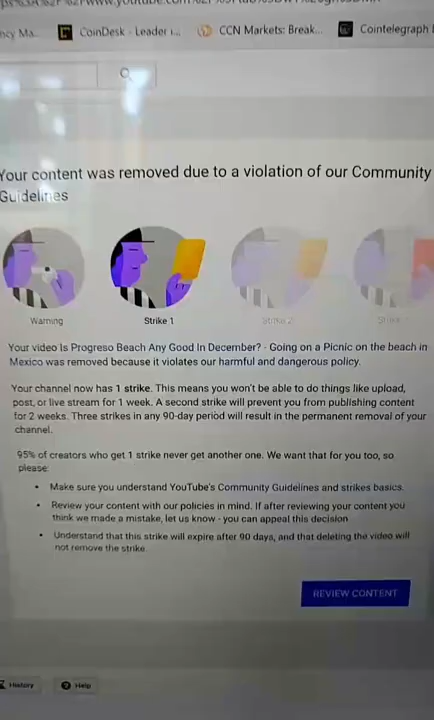 CoinDesk - Leader i...
CCN Markets: Break...
Cointelegraph
Your content was removed due to a violation of our Community
Guidelines
Warning
Strike 1
Strike 2
Your video Is Progreso Beach Any Good In December? - Going on a Picnic on the beach in
Mexico was removed because it violates our harmful and dangerous policy.
Your channel now has 1 strike. This means you won't be able to do things like upload,
post, or live stream for 1 week. A second strike will prevent you from publishing content
for 2 weeks. Three strikes in any 90-day period will result in the permanent removal of your
channel.
95% of creators who get 1 strike never get another one. We want that for you too, so
please:
• Make sure you understand YouTube's Community Guidelines and strikes basics.
• Review your content with our policies in mind. If after reviewing your content you
think we made a mistake, let us know - you can appeal this decision
• Understand that this strike will expire after 90 days, and that deleting the video will
not remove the strike.
REVIEW CONTENT
History
Help